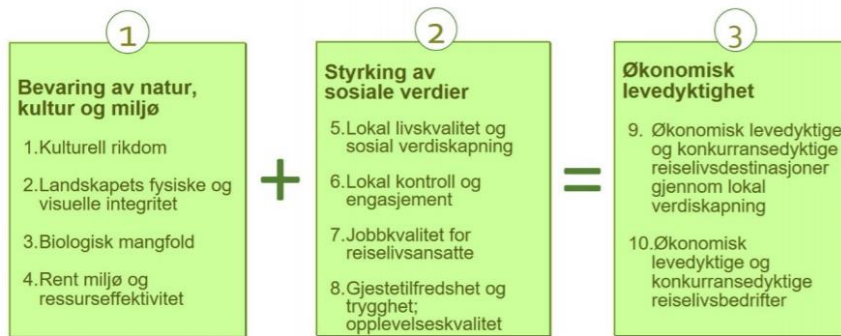 1
Bevaring av natur,
kultur og miljø
1.Kulturell rikdom
2.Landskapets fysiske og
visuelle integritet
3.Biologisk mangfold
4.Rent miljø og
ressurseffektivitet
+
2
Styrking av
sosiale verdier
5.Lokal livskvalitet og
sosial verdiskapning
6.Lokal kontroll og
engasjement
7.Jobbkvalitet for
reiselivsansatte
8.Gjestetilfredshet og
trygghet;
opplevelseskvalitet
=
3
Økonomisk
levedyktighet
9. Økonomisk levedyktige
og konkurransedyktige
reiselivsdestinasjoner
gjennom lokal
verdiskapning
10.Økonomisk
levedyktige og
konkurransedyktige
reiselivsbedrifter